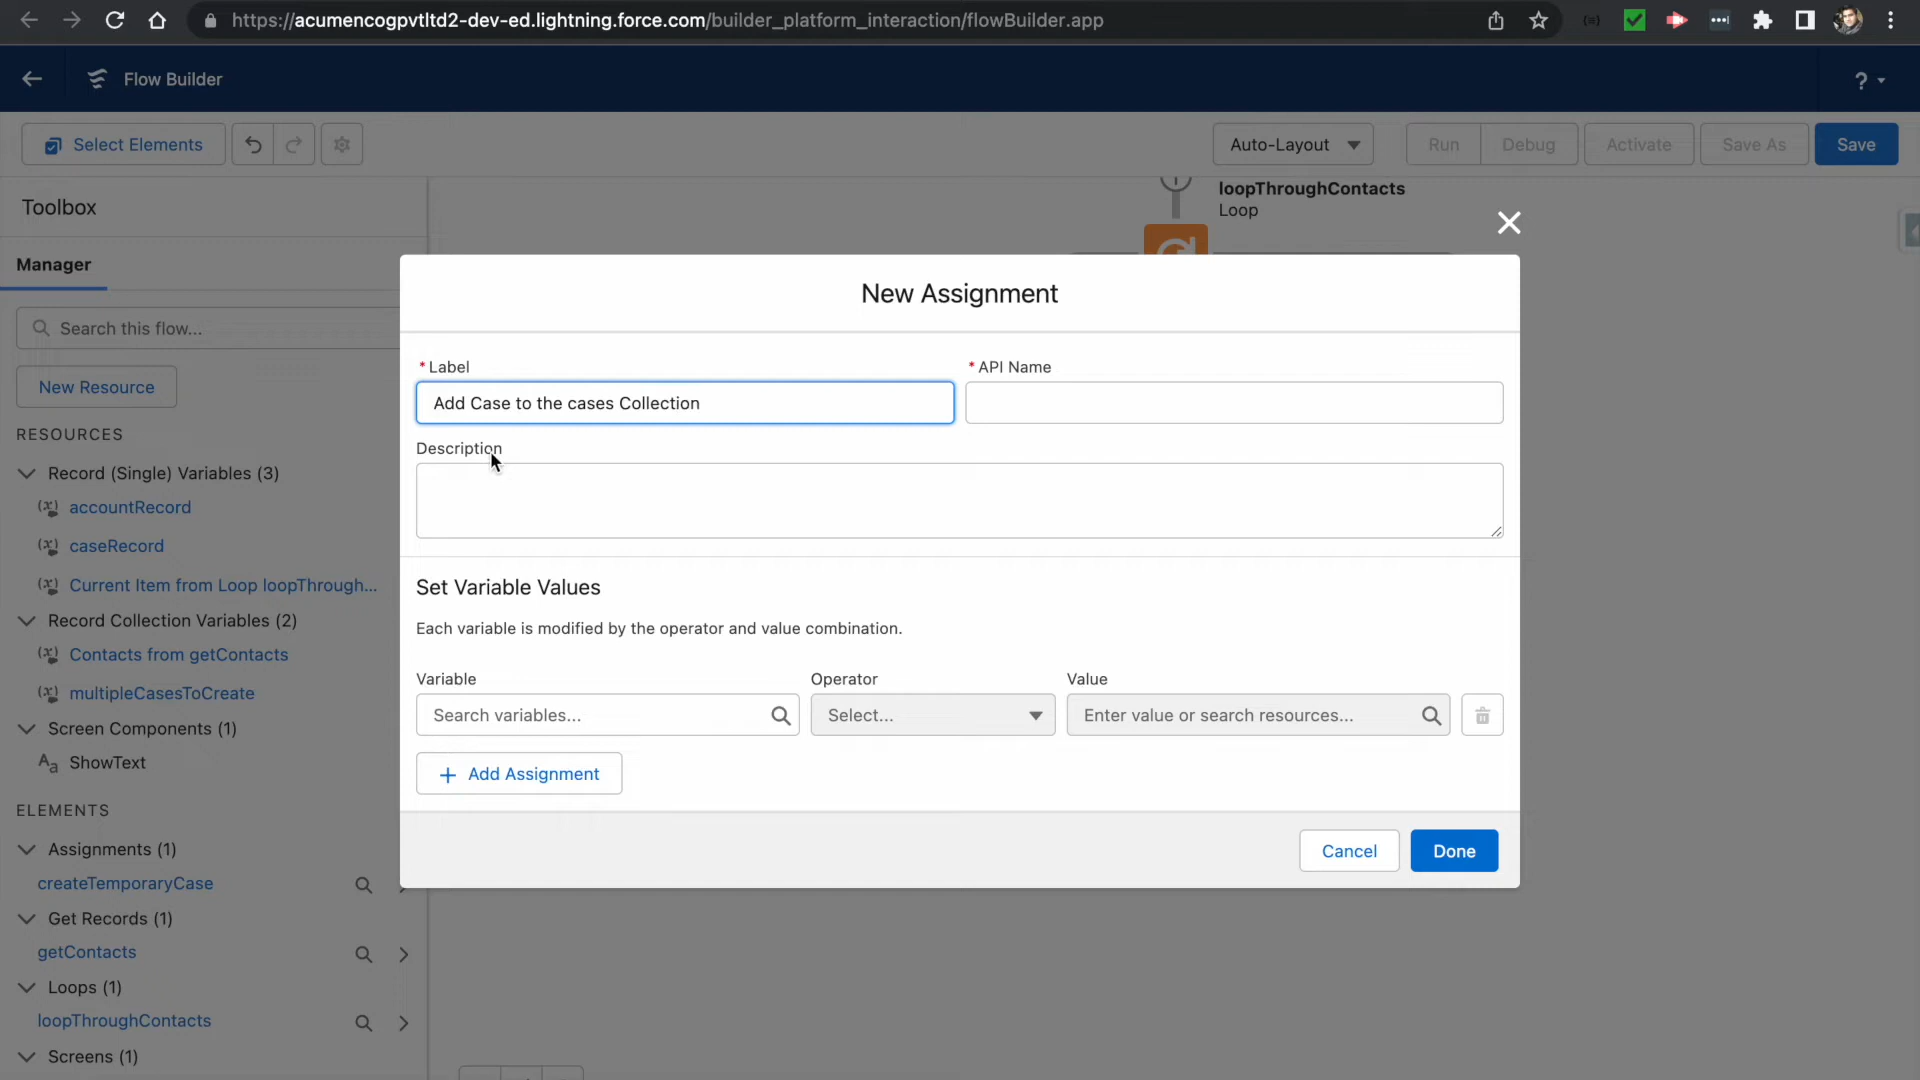 https://acumencogpvtltd2-dev-ed.lightning.force.com/builder_platform_interaction/flowBuilder.app
Flow Builder
?
Select Elements
Auto-Layout
Run
Debug
Activate
Save As
Save
Toolbox
loopThroughContacts
Loop
Manager
Search this flow...
New Resource
RESOURCES
Record (Single) Variables (3)
accountRecord
caseRecord
Current Item from Loop loopThrough...
Record Collection Variables (2)
Contacts from getContacts
multipleCasesToCreate
Screen Components (1)
ShowText
ELEMENTS
Assignments (1)
createTemporaryCase
Get Records (1)
getContacts
Loops (1)
loopThroughContacts
Screens (1)
New Assignment
* Label
* API Name
Add Case to the cases Collection
Description
Set Variable Values
Each variable is modified by the operator and value combination.
Variable
Operator
Value
Search variables...
Select...
Enter value or search resources...
+ Add Assignment
Cancel
Done